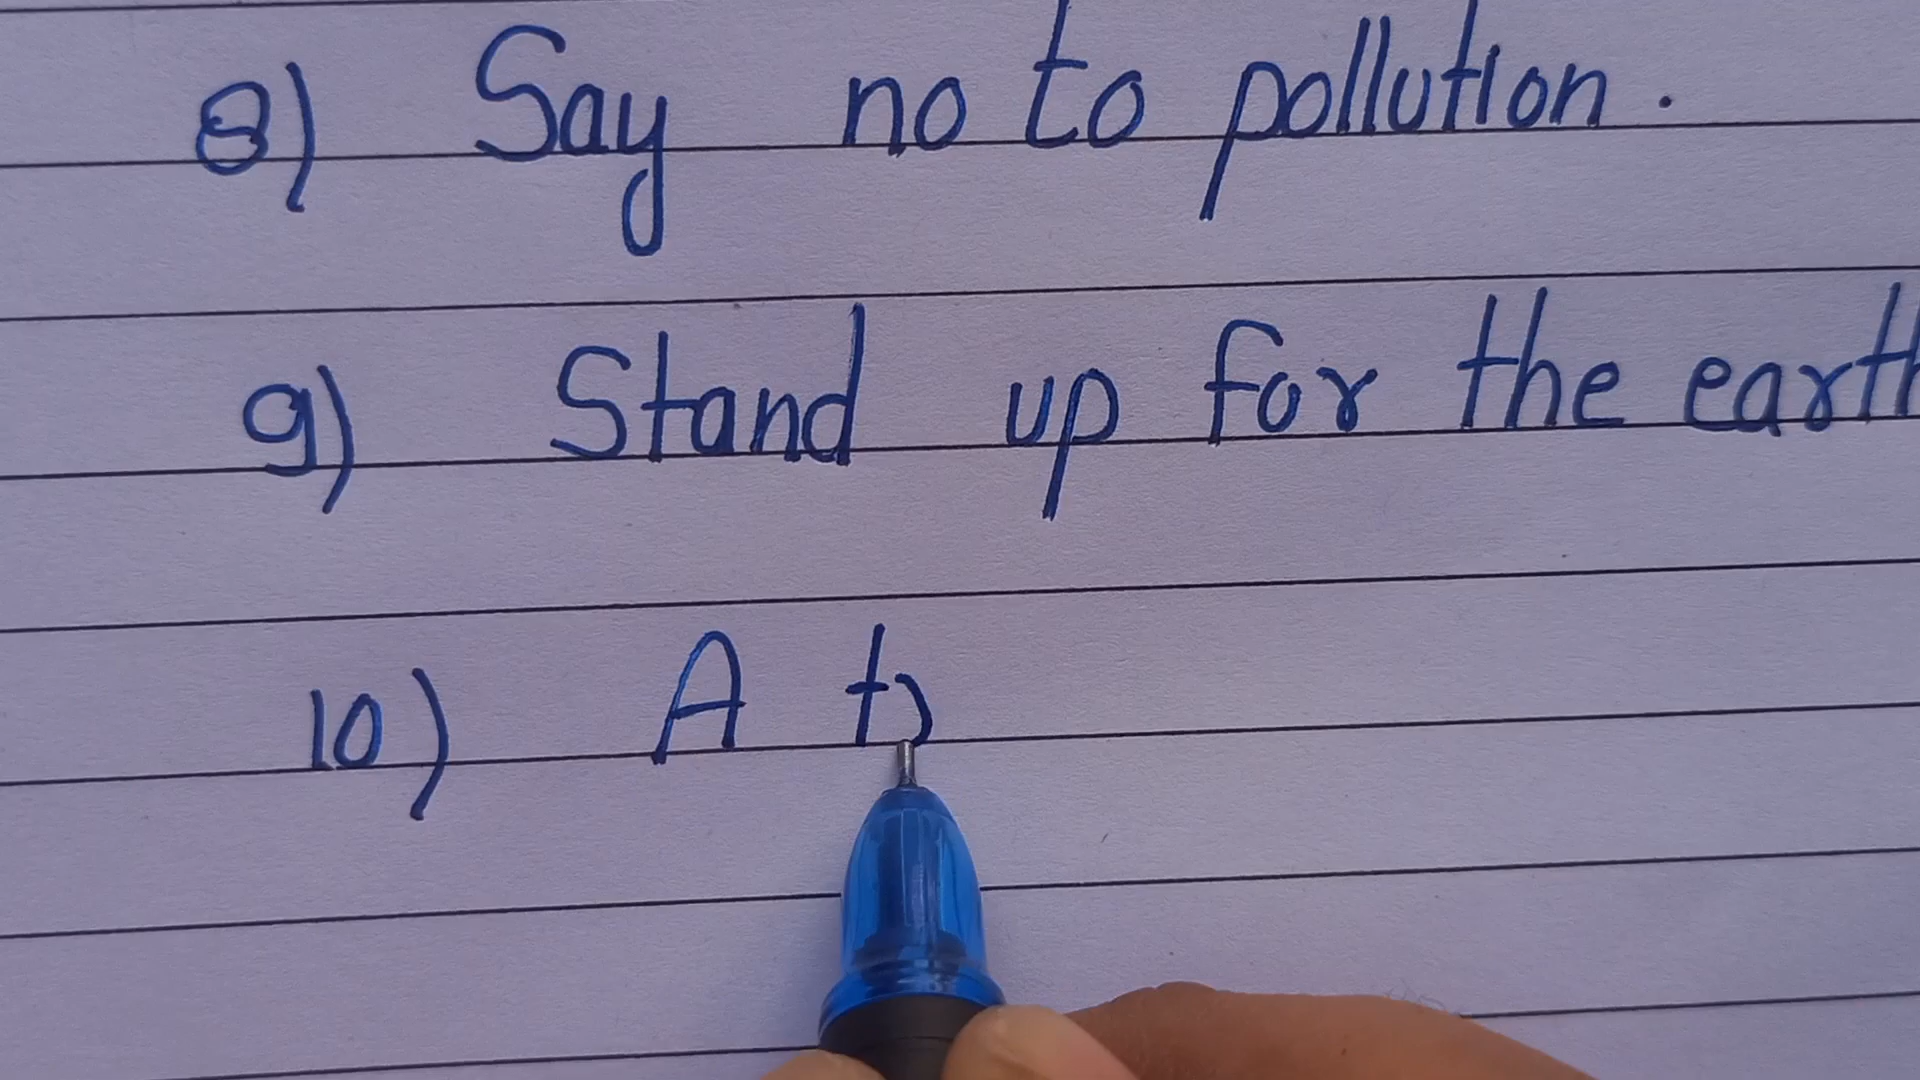 8) Say no to pollution.
9) Stand up for the earth
10) A